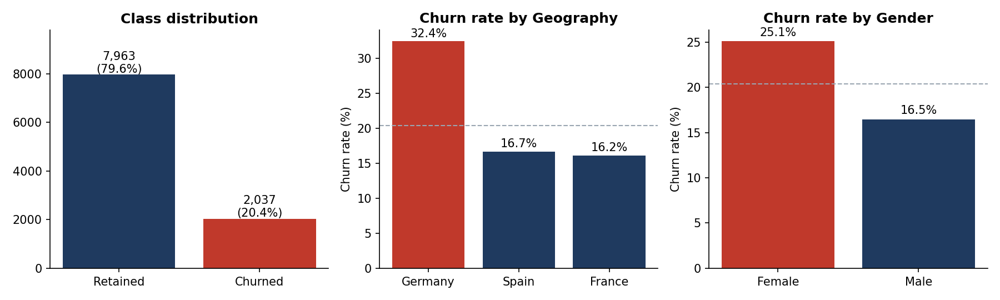 Class distribution
8000
6000
4000
2000
0
7,963
(79.6%)
2,037
(20.4%)
Retained
Churned
Churn rate by Geography
Churn rate (%)
30
25
20
15
10
5
0
32.4%
16.7%
16.2%
Germany
Spain
France
Churn rate by Gender
Churn rate (%)
25
20
15
10
5
0
25.1%
16.5%
Female
Male